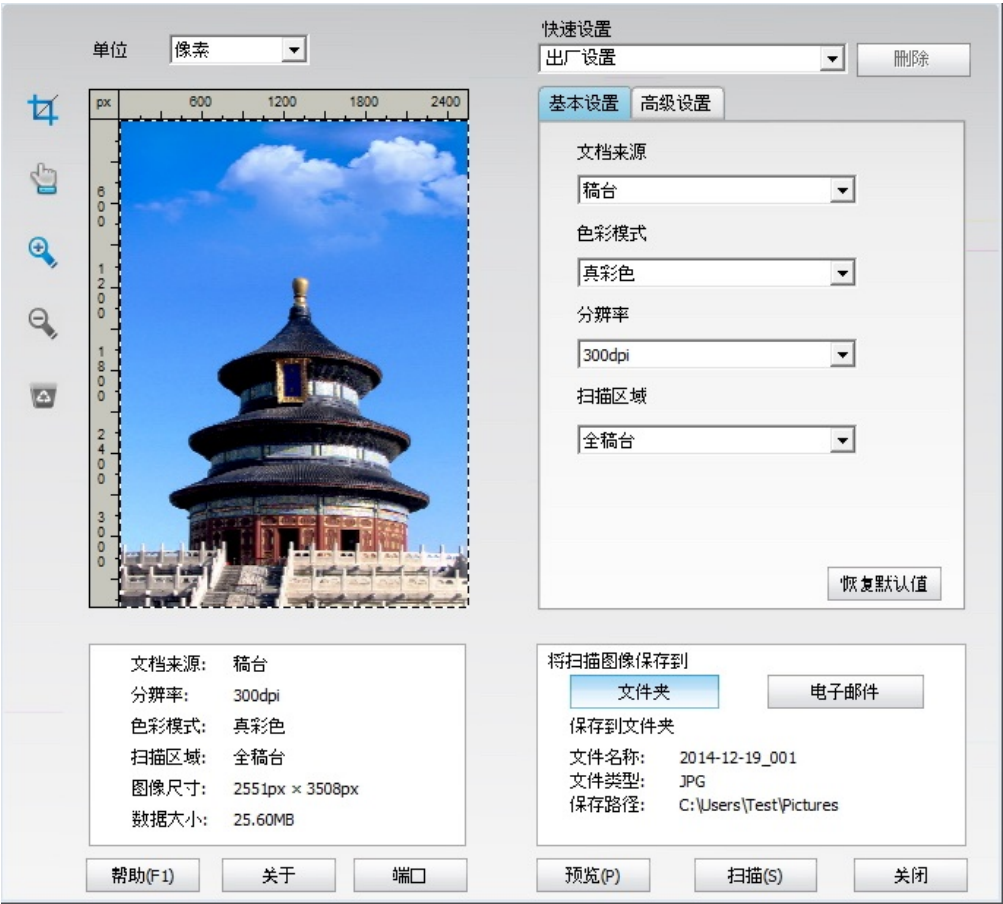 单位
像索
快速设置
出厂设置
删除
px
600 1200 1800 2400
600
1200
1800
2400
3000
基本设置
高级设置
文档来源
稿台
色彩模式
真彩色
分辨率
300dpi
扫描区域
全稿台
恢复默认值
文档来源: 稿台
分辨率: 300dpi
色彩模式: 真彩色
扫描区域: 全稿台
图像尺寸: 2551px × 3508px
数据大小: 25.60MB
将扫描图像保存到
文件夹
电子邮件
保存到文件夹
文件名称: 2014-12-19_001
文件类型: JPG
保存路径: C:\Users\Test\Pictures
帮助(F1)
关于
端口
预览(P)
扫描(S)
关闭